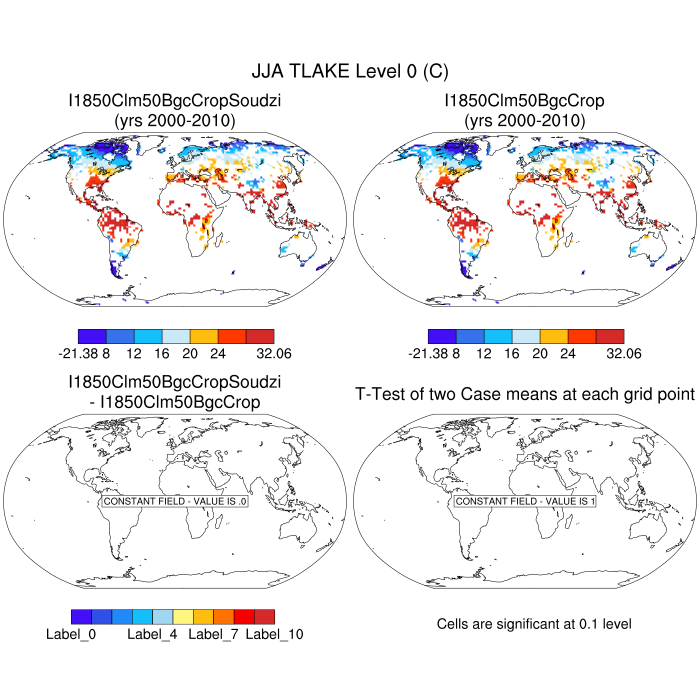 JJA TLAKE Level 0 (C)
I1850Clm50BgcCropSoudzi
(yrs 2000-2010)
I1850Clm50BgcCrop
(yrs 2000-2010)
-21.38 8 12 16 20 24 32.06
-21.38 8 12 16 20 24 32.06
I1850Clm50BgcCropSoudzi
- I1850Clm50BgcCrop
T-Test of two Case means at each grid point
CONSTANT FIELD - VALUE IS .0
CONSTANT FIELD - VALUE IS 1
Label_0 Label_4 Label_7 Label_10
Cells are significant at 0.1 level